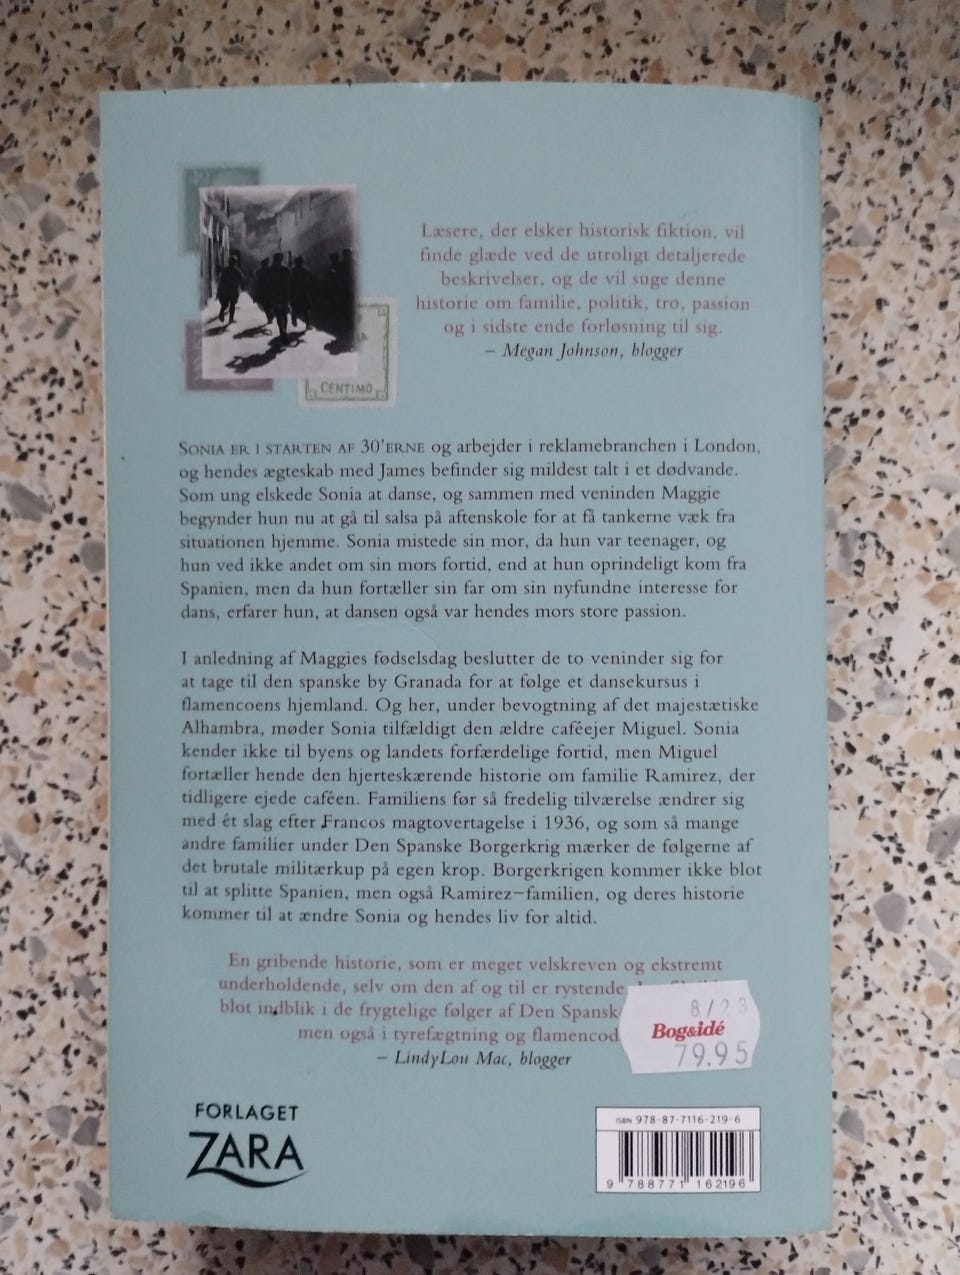 CENTIMO
Læsere, der elsker historisk fiktion, vil
finde glæde ved de utroligt detaljerede
beskrivelser, og de vil suge denne
historie om familie, politik, tro, passion
og i sidste ende forløsning til sig.
– Megan Johnson, blogger
SONIA ER I STARTEN AF 30'ERNE og arbejder i reklamebranchen i London,
og hendes ægteskab med James befinder sig mildest talt i et dødvande.
Som ung elskede Sonia at danse, og sammen med veninden Maggie
begynder hun nu at gå til salsa på aftenskole for at få tankerne væk fra
situationen hjemme. Sonia mistede sin mor, da hun var teenager, og
hun ved ikke andet om sin mors fortid, end at hun oprindeligt kom fra
Spanien, men da hun fortæller sin far om sin nyfundne interesse for
dans, erfarer hun, at dansen også var hendes mors store passion.
I anledning af Maggies fødselsdag beslutter de to veninder sig for
at tage til den spanske by Granada for at følge et dansekursus i
flamencoens hjemland. Og her, under bevogtning af det majestætiske
Alhambra, møder Sonia tilfældigt den ældre caféejer Miguel. Sonia
kender ikke til byens og landets forfærdelige fortid, men Miguel
fortæller hende den hjerteskærende historie om familie Ramirez, der
tidligere ejede caféen. Familiens før så fredelig tilværelse ændrer sig
med ét slag efter Francos magtovertagelse i 1936, og som så mange
andre familier under Den Spanske Borgerkrig mærker de følgerne af
det brutale militærkup på egen krop. Borgerkrigen kommer ikke blot
til at splitte Spanien, men også Ramirez-familien, og deres historie
kommer til at ændre Sonia og hendes liv for altid.
En gribende historie, som er meget velskreven og ekstremt
underholdende, selv om den af og til er rystende.
blot indblik i de frygtelige følger af Den Spansk
men også i tyrefægtning og flamencod
– LindyLou Mac, blogger
8/23
Bog&idé
79.95
FORLAGET
ZARA
ISBN 978-87-7116-219-6
9 788771 162196